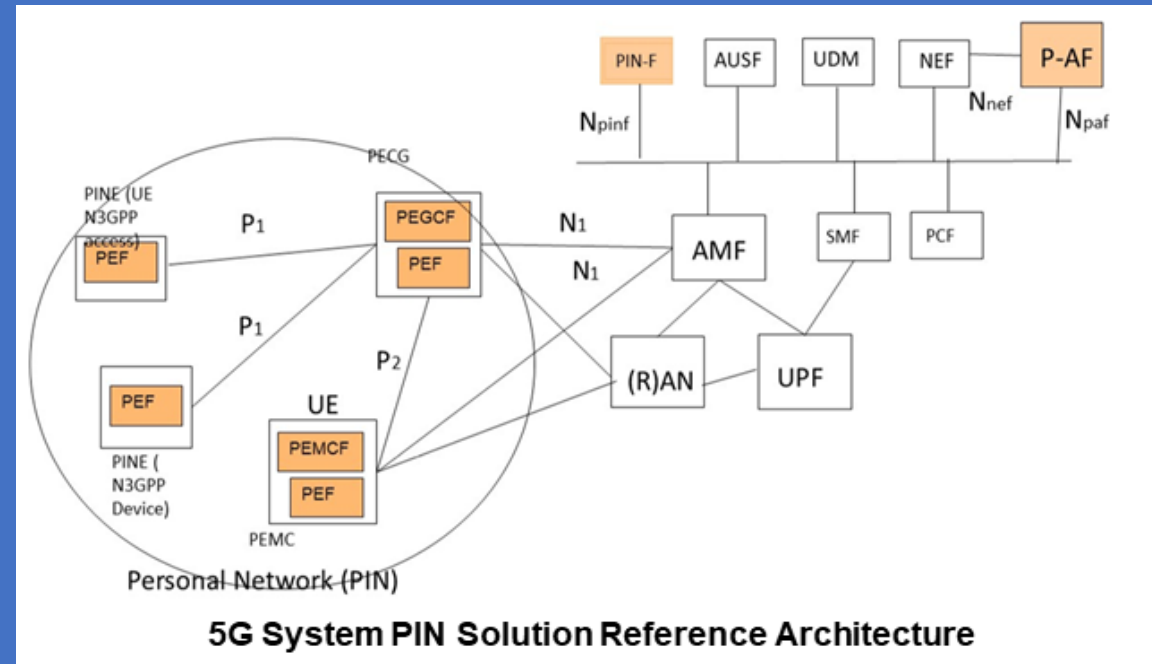 PIN-F
AUSF
UDM
NEF
P-AF
Npinf
Nnef
Npaf
PECG
PINE (UE
N3GPP
access)
PEF
P1
PEGCF
PEF
N1
N1
AMF
SMF
PCF
P1
P2
PEF
PINE (
N3GPP
Device)
UE
PEMCF
PEF
PEMC
(R)AN
UPF
Personal Network (PIN)
5G System PIN Solution Reference Architecture